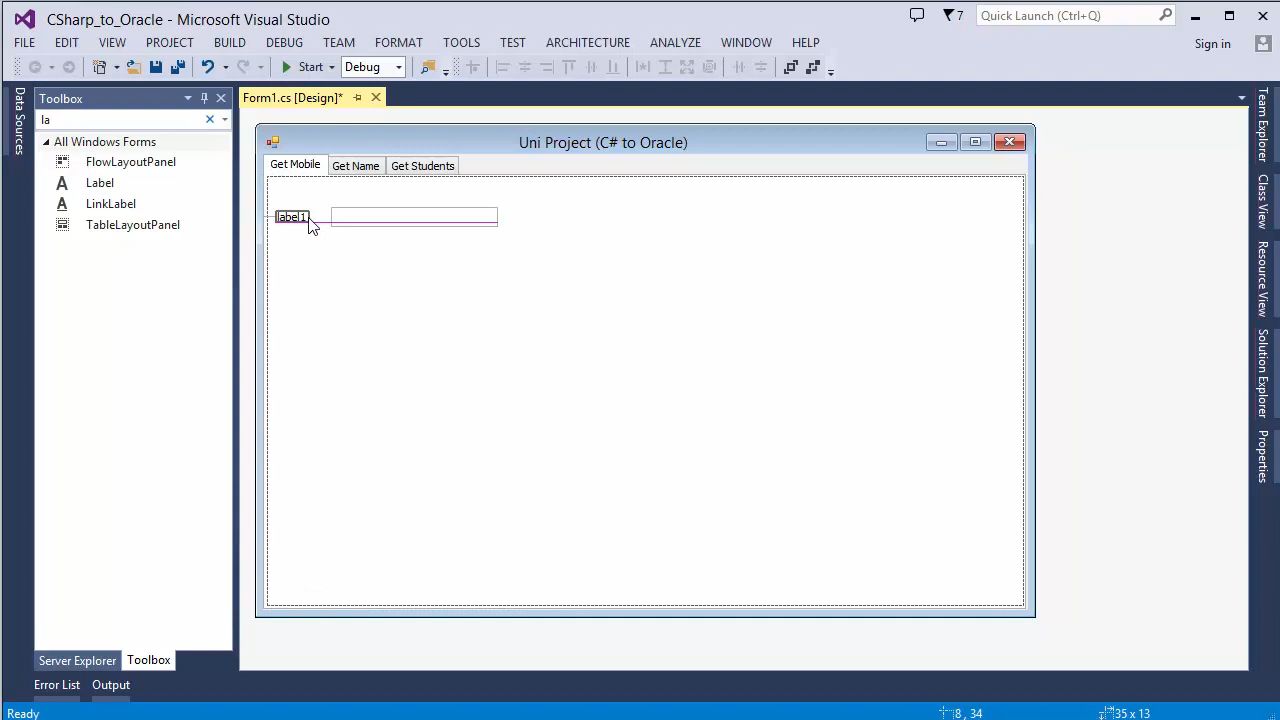 CSharp_to_Oracle - Microsoft Visual Studio
7
Quick Launch (Ctrl+Q)
FILE EDIT VIEW PROJECT BUILD DEBUG TEAM FORMAT TOOLS TEST ARCHITECTURE ANALYZE WINDOW HELP
Sign in
Start
Debug
Data Sources
Toolbox
la
All Windows Forms
FlowLayoutPanel
Label
LinkLabel
TableLayoutPanel
Server Explorer
Toolbox
Form1.cs [Design]*
Uni Project (C# to Oracle)
Get Mobile
Get Name
Get Students
label1
Team Explorer
Class View
Resource View
Solution Explorer
Properties
Error List
Output
Ready
8 , 34
35 x 13